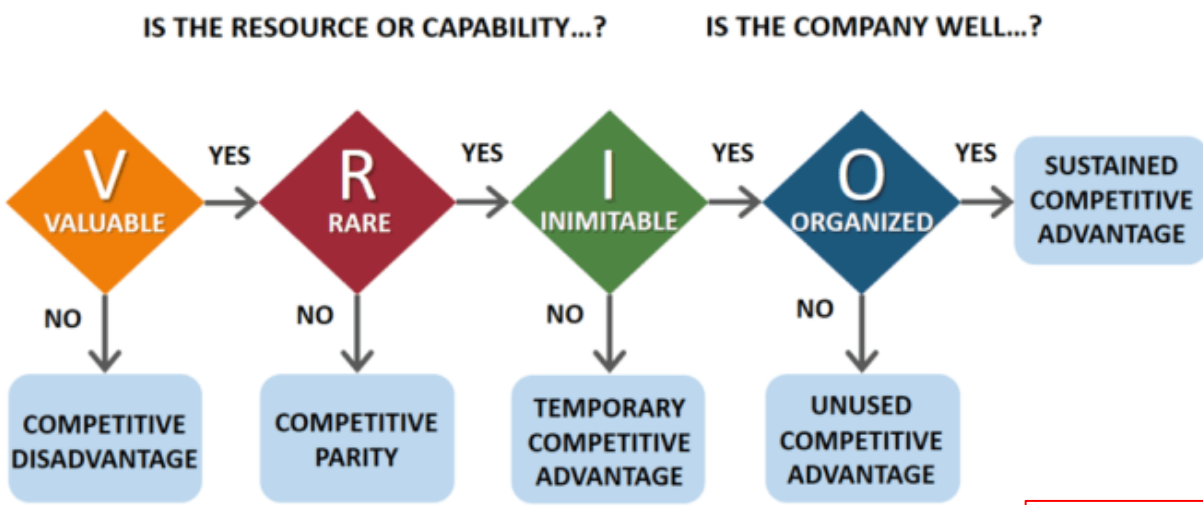 IS THE RESOURCE OR CAPABILITY...?
IS THE COMPANY WELL...?
V
VALUABLE
YES
R
RARE
YES
I
INIMITABLE
YES
O
ORGANIZED
YES
SUSTAINED
COMPETITIVE
ADVANTAGE
NO
NO
NO
NO
COMPETITIVE
DISADVANTAGE
COMPETITIVE
PARITY
TEMPORARY
COMPETITIVE
ADVANTAGE
UNUSED
COMPETITIVE
ADVANTAGE